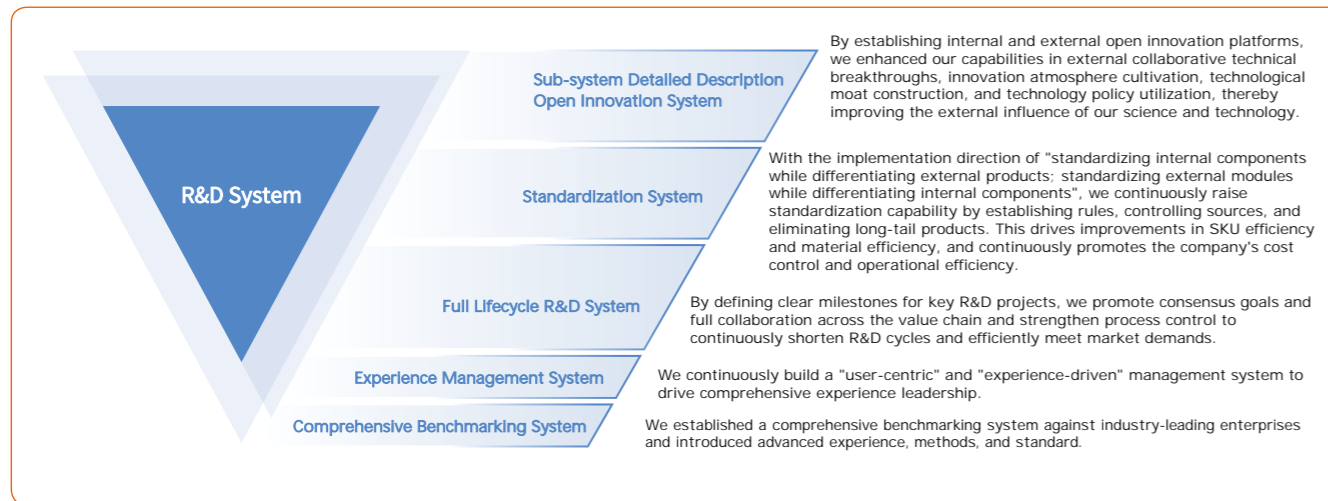 R&D System
Sub-system Detailed Description
Open Innovation System
By establishing internal and external open innovation platforms,
we enhanced our capabilities in external collaborative technical
breakthroughs, innovation atmosphere cultivation, technological
moat construction, and technology policy utilization, thereby
improving the external influence of our science and technology.
Standardization System
With the implementation direction of "standardizing internal components
while differentiating external products; standardizing external modules
while differentiating internal components", we continuously raise
standardization capability by establishing rules, controlling sources, and
eliminating long-tail products. This drives improvements in SKU efficiency
and material efficiency, and continuously promotes the company's cost
control and operational efficiency.
Full Lifecycle R&D System
By defining clear milestones for key R&D projects, we promote consensus goals and
full collaboration across the value chain and strengthen process control to
continuously shorten R&D cycles and efficiently meet market demands.
Experience Management System
We continuously build a "user-centric" and "experience-driven" management system to
drive comprehensive experience leadership.
Comprehensive Benchmarking System
We established a comprehensive benchmarking system against industry-leading enterprises
and introduced advanced experience, methods, and standard.